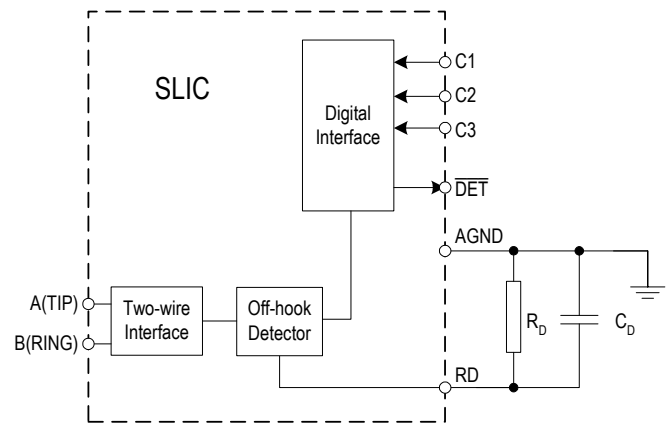 SLIC
Digital
Interface
C1
C2
C3
DET
AGND
A(TIP)
B(RING)
Two-wire
Interface
Off-hook
Detector
RD
C_D
R_D